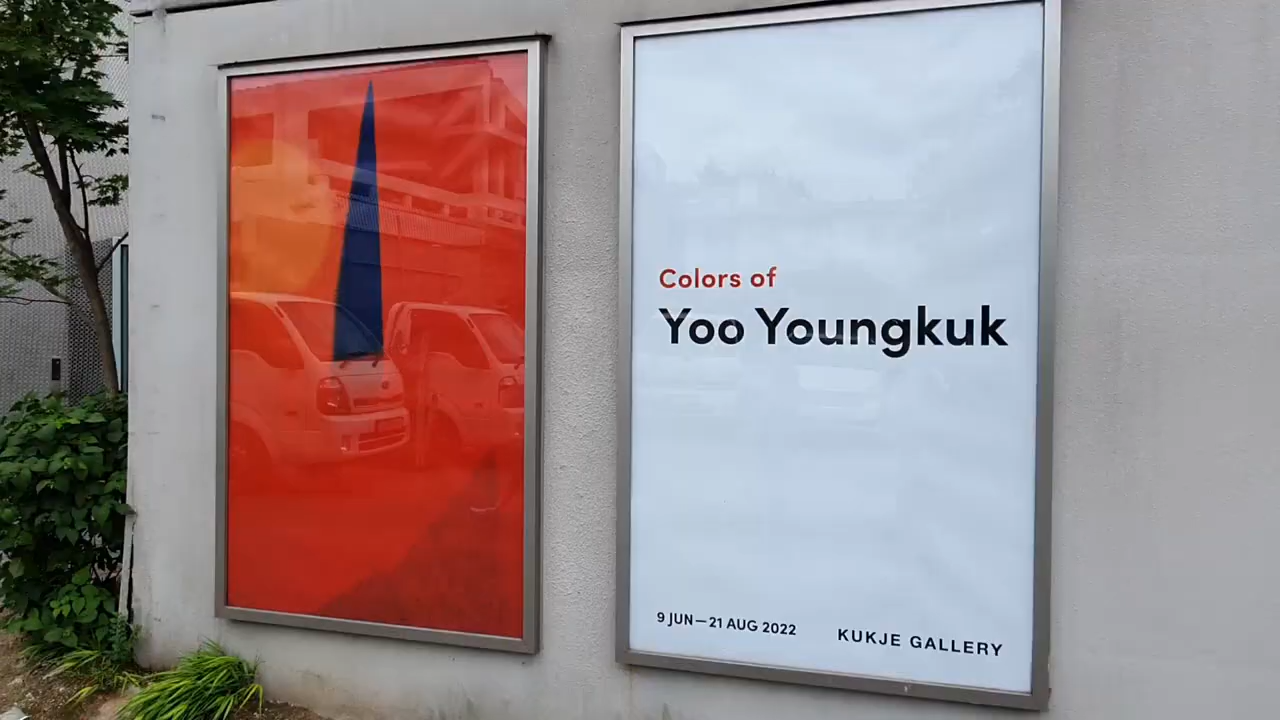 Colors of
Yoo Youngkuk
9 JUN—21 AUG 2022
KUKJE GALLERY